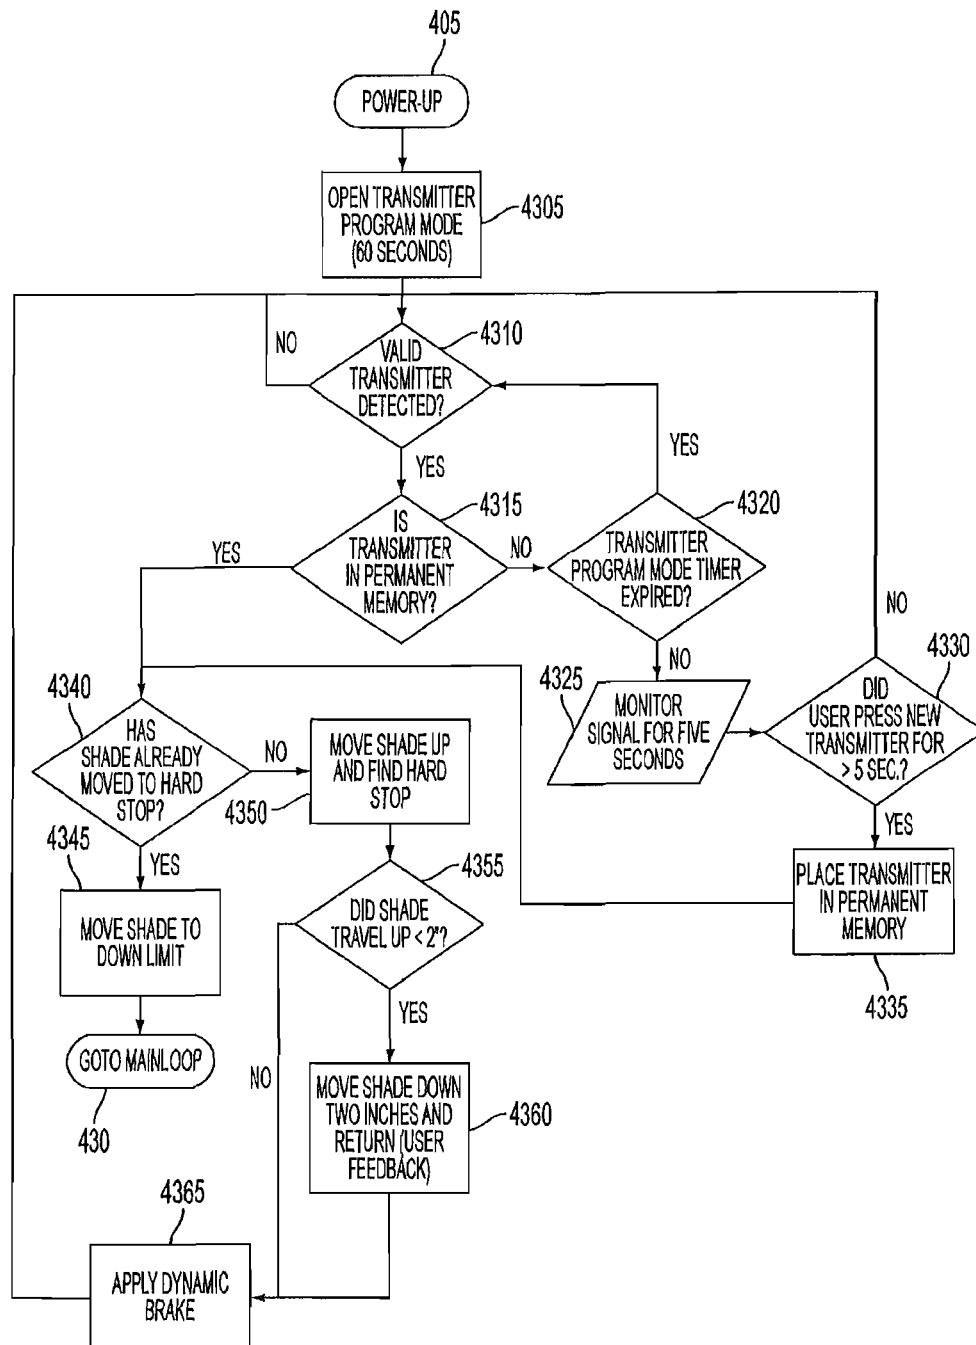 405
POWER-UP
OPEN TRANSMITTER
PROGRAM MODE
(60 SECONDS)
4305
NO
4310
VALID
TRANSMITTER
DETECTED?
YES
YES
4315
4320
IS
TRANSMITTER
IN PERMANENT
MEMORY?
YES
NO
TRANSMITTER
PROGRAM MODE TIMER
EXPIRED?
NO
NO
4330
4325
MONITOR
SIGNAL FOR FIVE
SECONDS
DID
USER PRESS NEW
TRANSMITTER FOR
> 5 SEC.?
4340
HAS
SHADE ALREADY
MOVED TO HARD
STOP?
NO
MOVE SHADE UP
AND FIND HARD
STOP
4350
YES
4345
YES
4355
MOVE SHADE TO
DOWN LIMIT
DID SHADE
TRAVEL UP < 2"?
PLACE TRANSMITTER
IN PERMANENT
MEMORY
4335
YES
GOTO MAINLOOP
430
NO
MOVE SHADE DOWN
TWO INCHES AND
RETURN (USER
FEEDBACK)
4360
4365
APPLY DYNAMIC
BRAKE